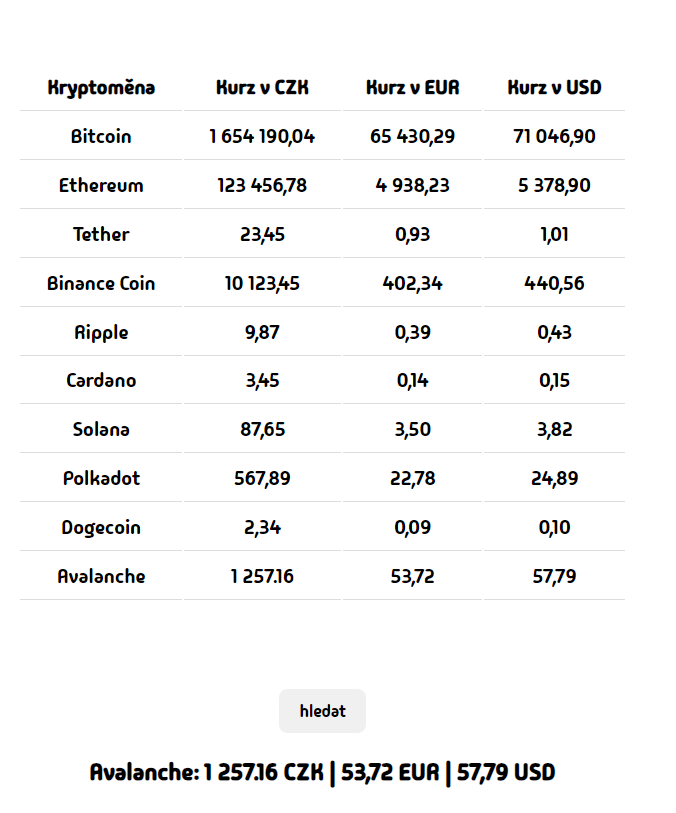 Kryptoměna Kurz v CZK Kurz v EUR Kurz v USD
Bitcoin 1 654 190,04 65 430,29 71 046,90
Ethereum 123 456,78 4 938,23 5 378,90
Tether 23,45 0,93 1,01
Binance Coin 10 123,45 402,34 440,56
Ripple 9,87 0,39 0,43
Cardano 3,45 0,14 0,15
Solana 87,65 3,50 3,82
Polkadot 567,89 22,78 24,89
Dogecoin 2,34 0,09 0,10
Avalanche 1 257.16 53,72 57,79
hledat
Avalanche: 1 257.16 CZK | 53,72 EUR | 57,79 USD